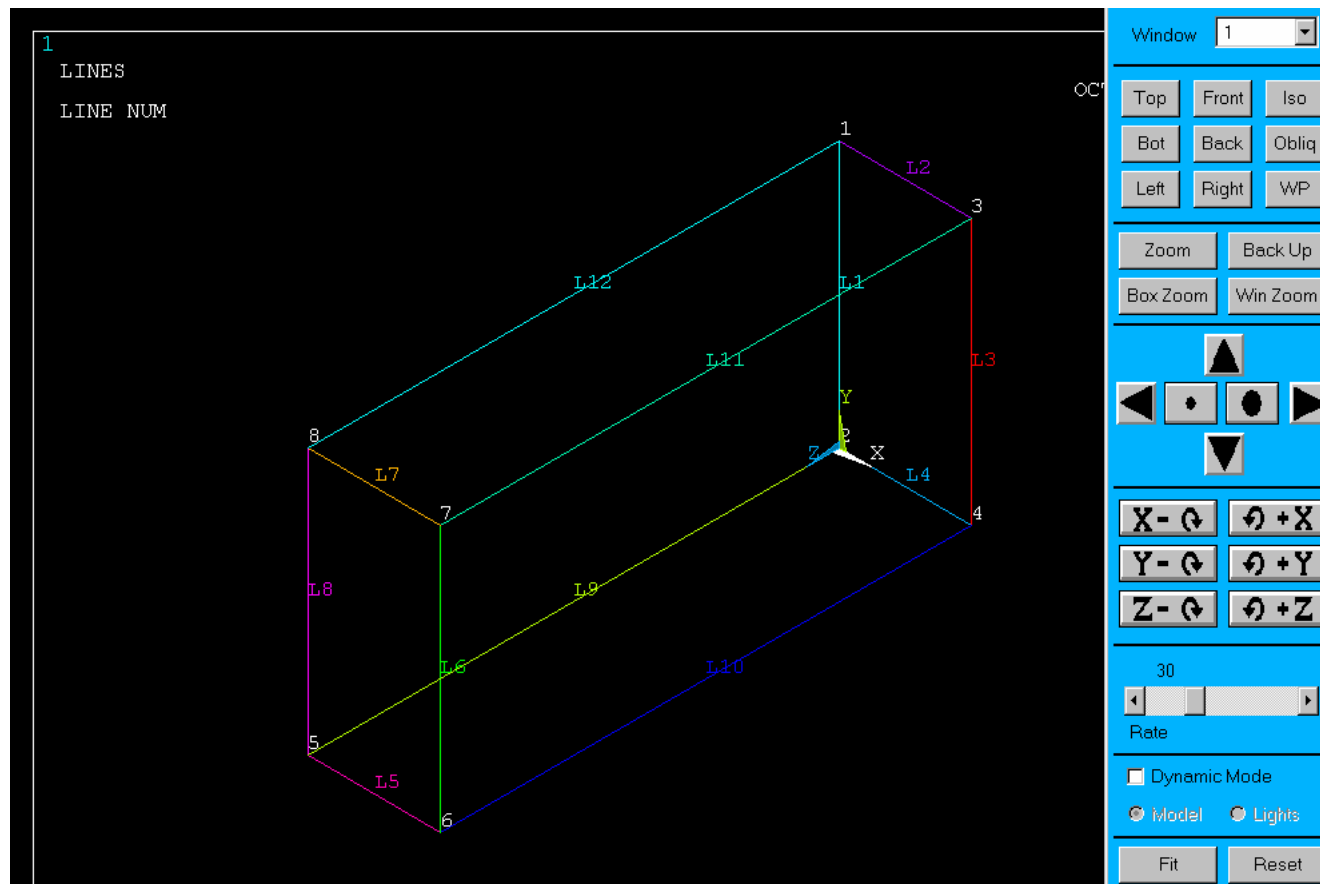 1
LINES
LINE NUM
OCT
1
L2
3
L12
L1
L11
L3
Y
2
Z
X
L4
8
L7
7
4
L8
L9
L6
L10
5
L5
6
Window 1
Top Front Iso
Bot Back Obliq
Left Right WP
Zoom Back Up
Box Zoom Win Zoom
X- +X
Y- +Y
Z- +Z
30
Rate
Dynamic Mode
Model Lights
Fit Reset